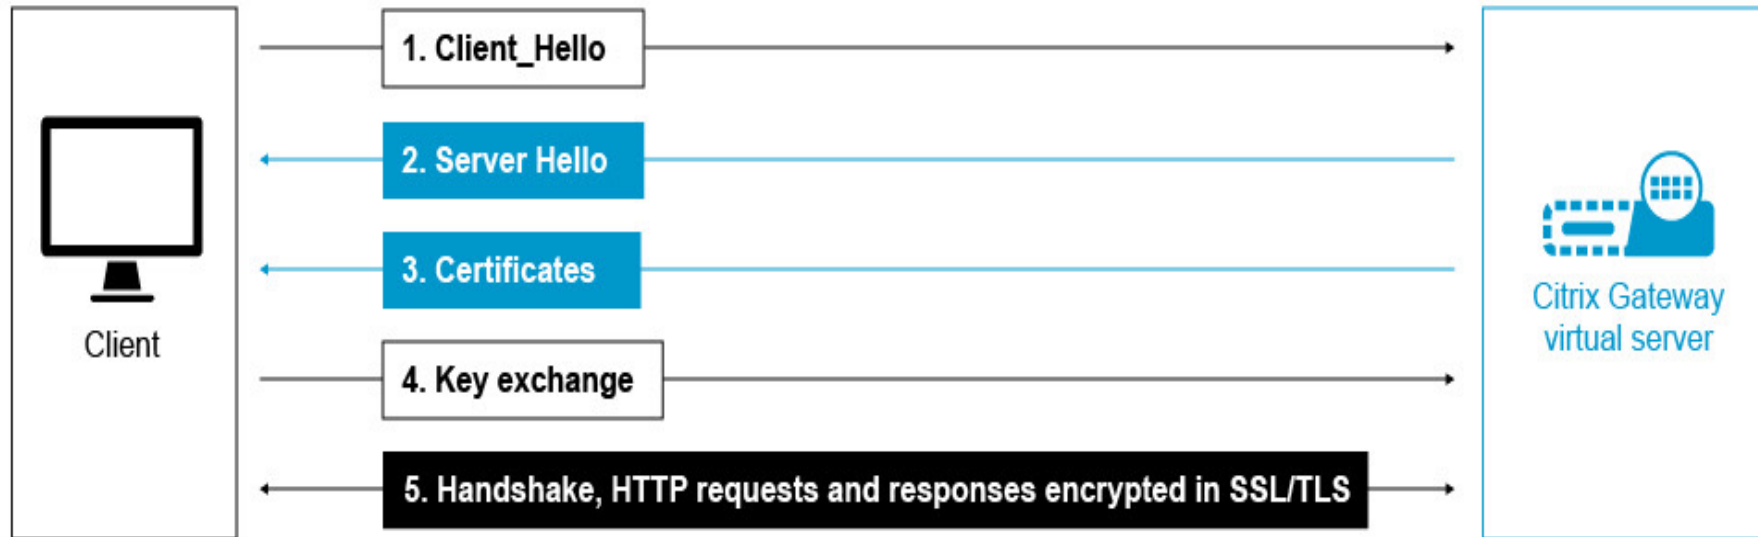 1. Client_Hello
2. Server Hello
3. Certificates
Client
4. Key exchange
5. Handshake, HTTP requests and responses encrypted in SSL/TLS
Citrix Gateway
virtual server